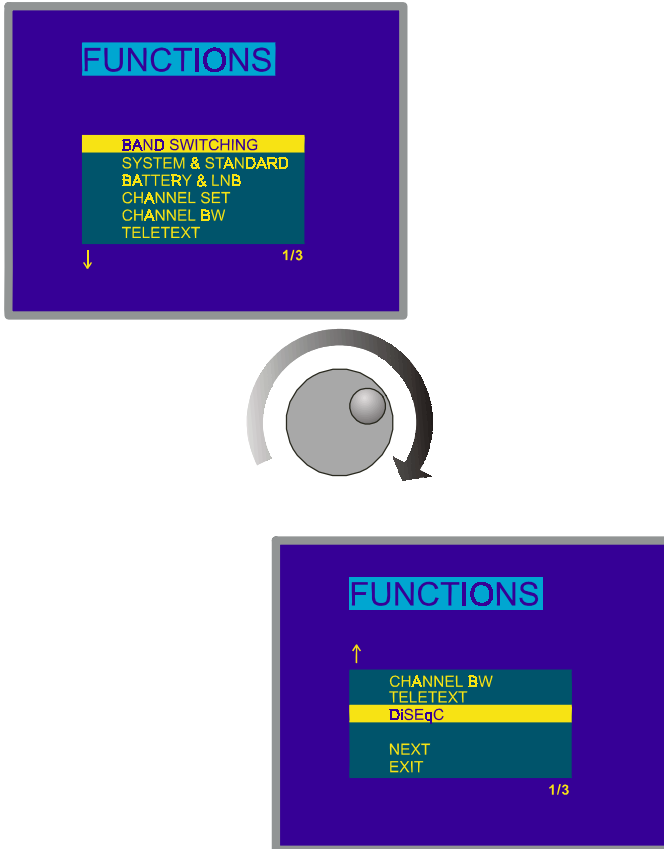 FUNCTIONS
BAND SWITCHING
SYSTEM & STANDARD
BATTERY & LNB
CHANNEL SET
CHANNEL BW
TELETEXT
↓ 1/3
FUNCTIONS
↑
CHANNEL BW
TELETEXT
DiSEqC
NEXT
EXIT
1/3